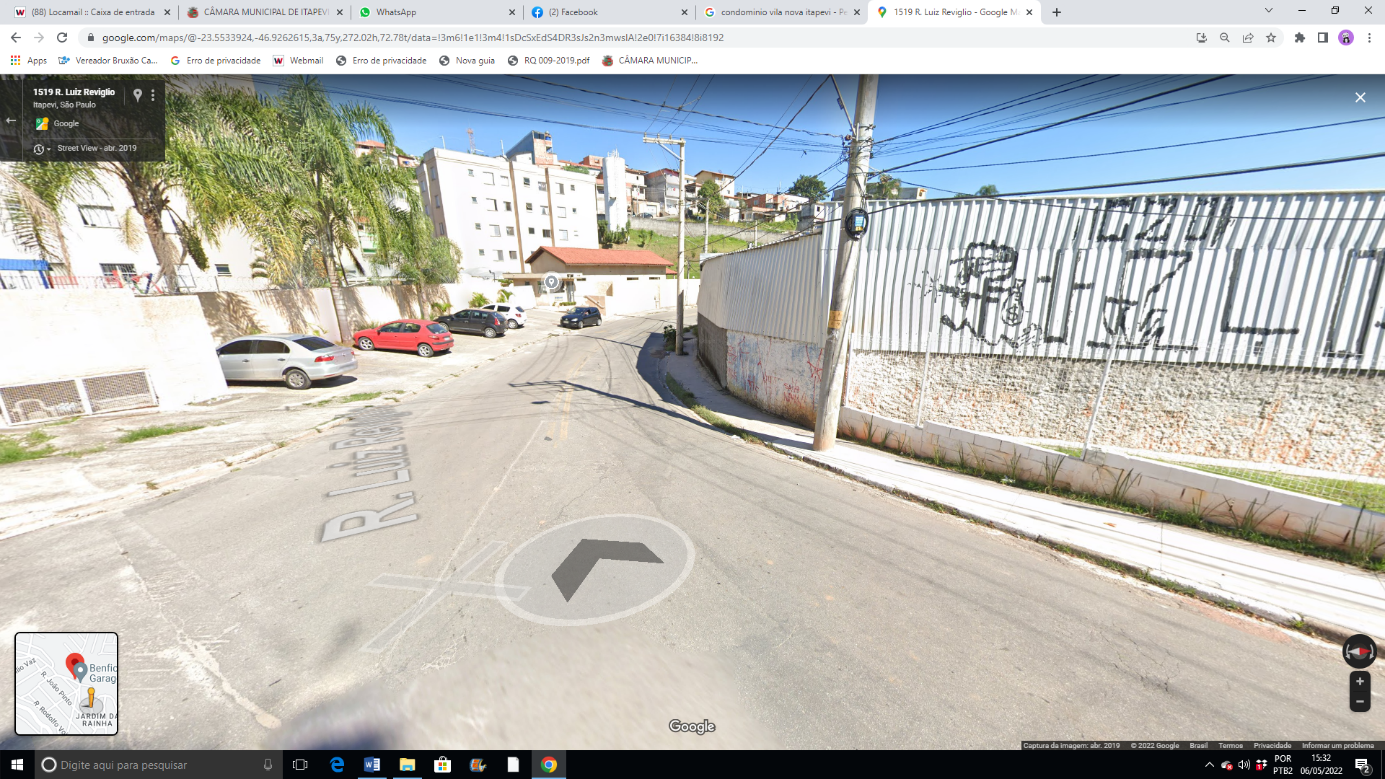 (88) Locamail :: Caixa de entrada
CÂMARA MUNICIPAL DE ITAPEVI
WhatsApp
(2) Facebook
condominio vila nova itapevi - Pe
1519 R. Luiz Reviglio - Google M
google.com/maps/@-23.5533924,-46.9262615,3a,75y,272.02h,72.78t/data=!3m6!1e1!3m4!1sDcSxEdS4DR3sJs2n3mwsIA!2e0!7i16384!8i8192
Apps
Vereador Bruxão Ca...
Erro de privacidade
Webmail
Erro de privacidade
Nova guia
RQ 009-2019.pdf
CÂMARA MUNICIP...
1519 R. Luiz Reviglio
Itapevi, São Paulo
Google
Street View - abr. 2019
R. Luiz Reviglio
Benfic
Garag
R. João Pinto
JARDIM DA
RAINHA
Google
Captura da imagem: abr. 2019 © 2022 Google Brasil Termos Privacidade Informar um problema
Digite aqui para pesquisar
POR
PTB2
15:32
06/05/2022
2